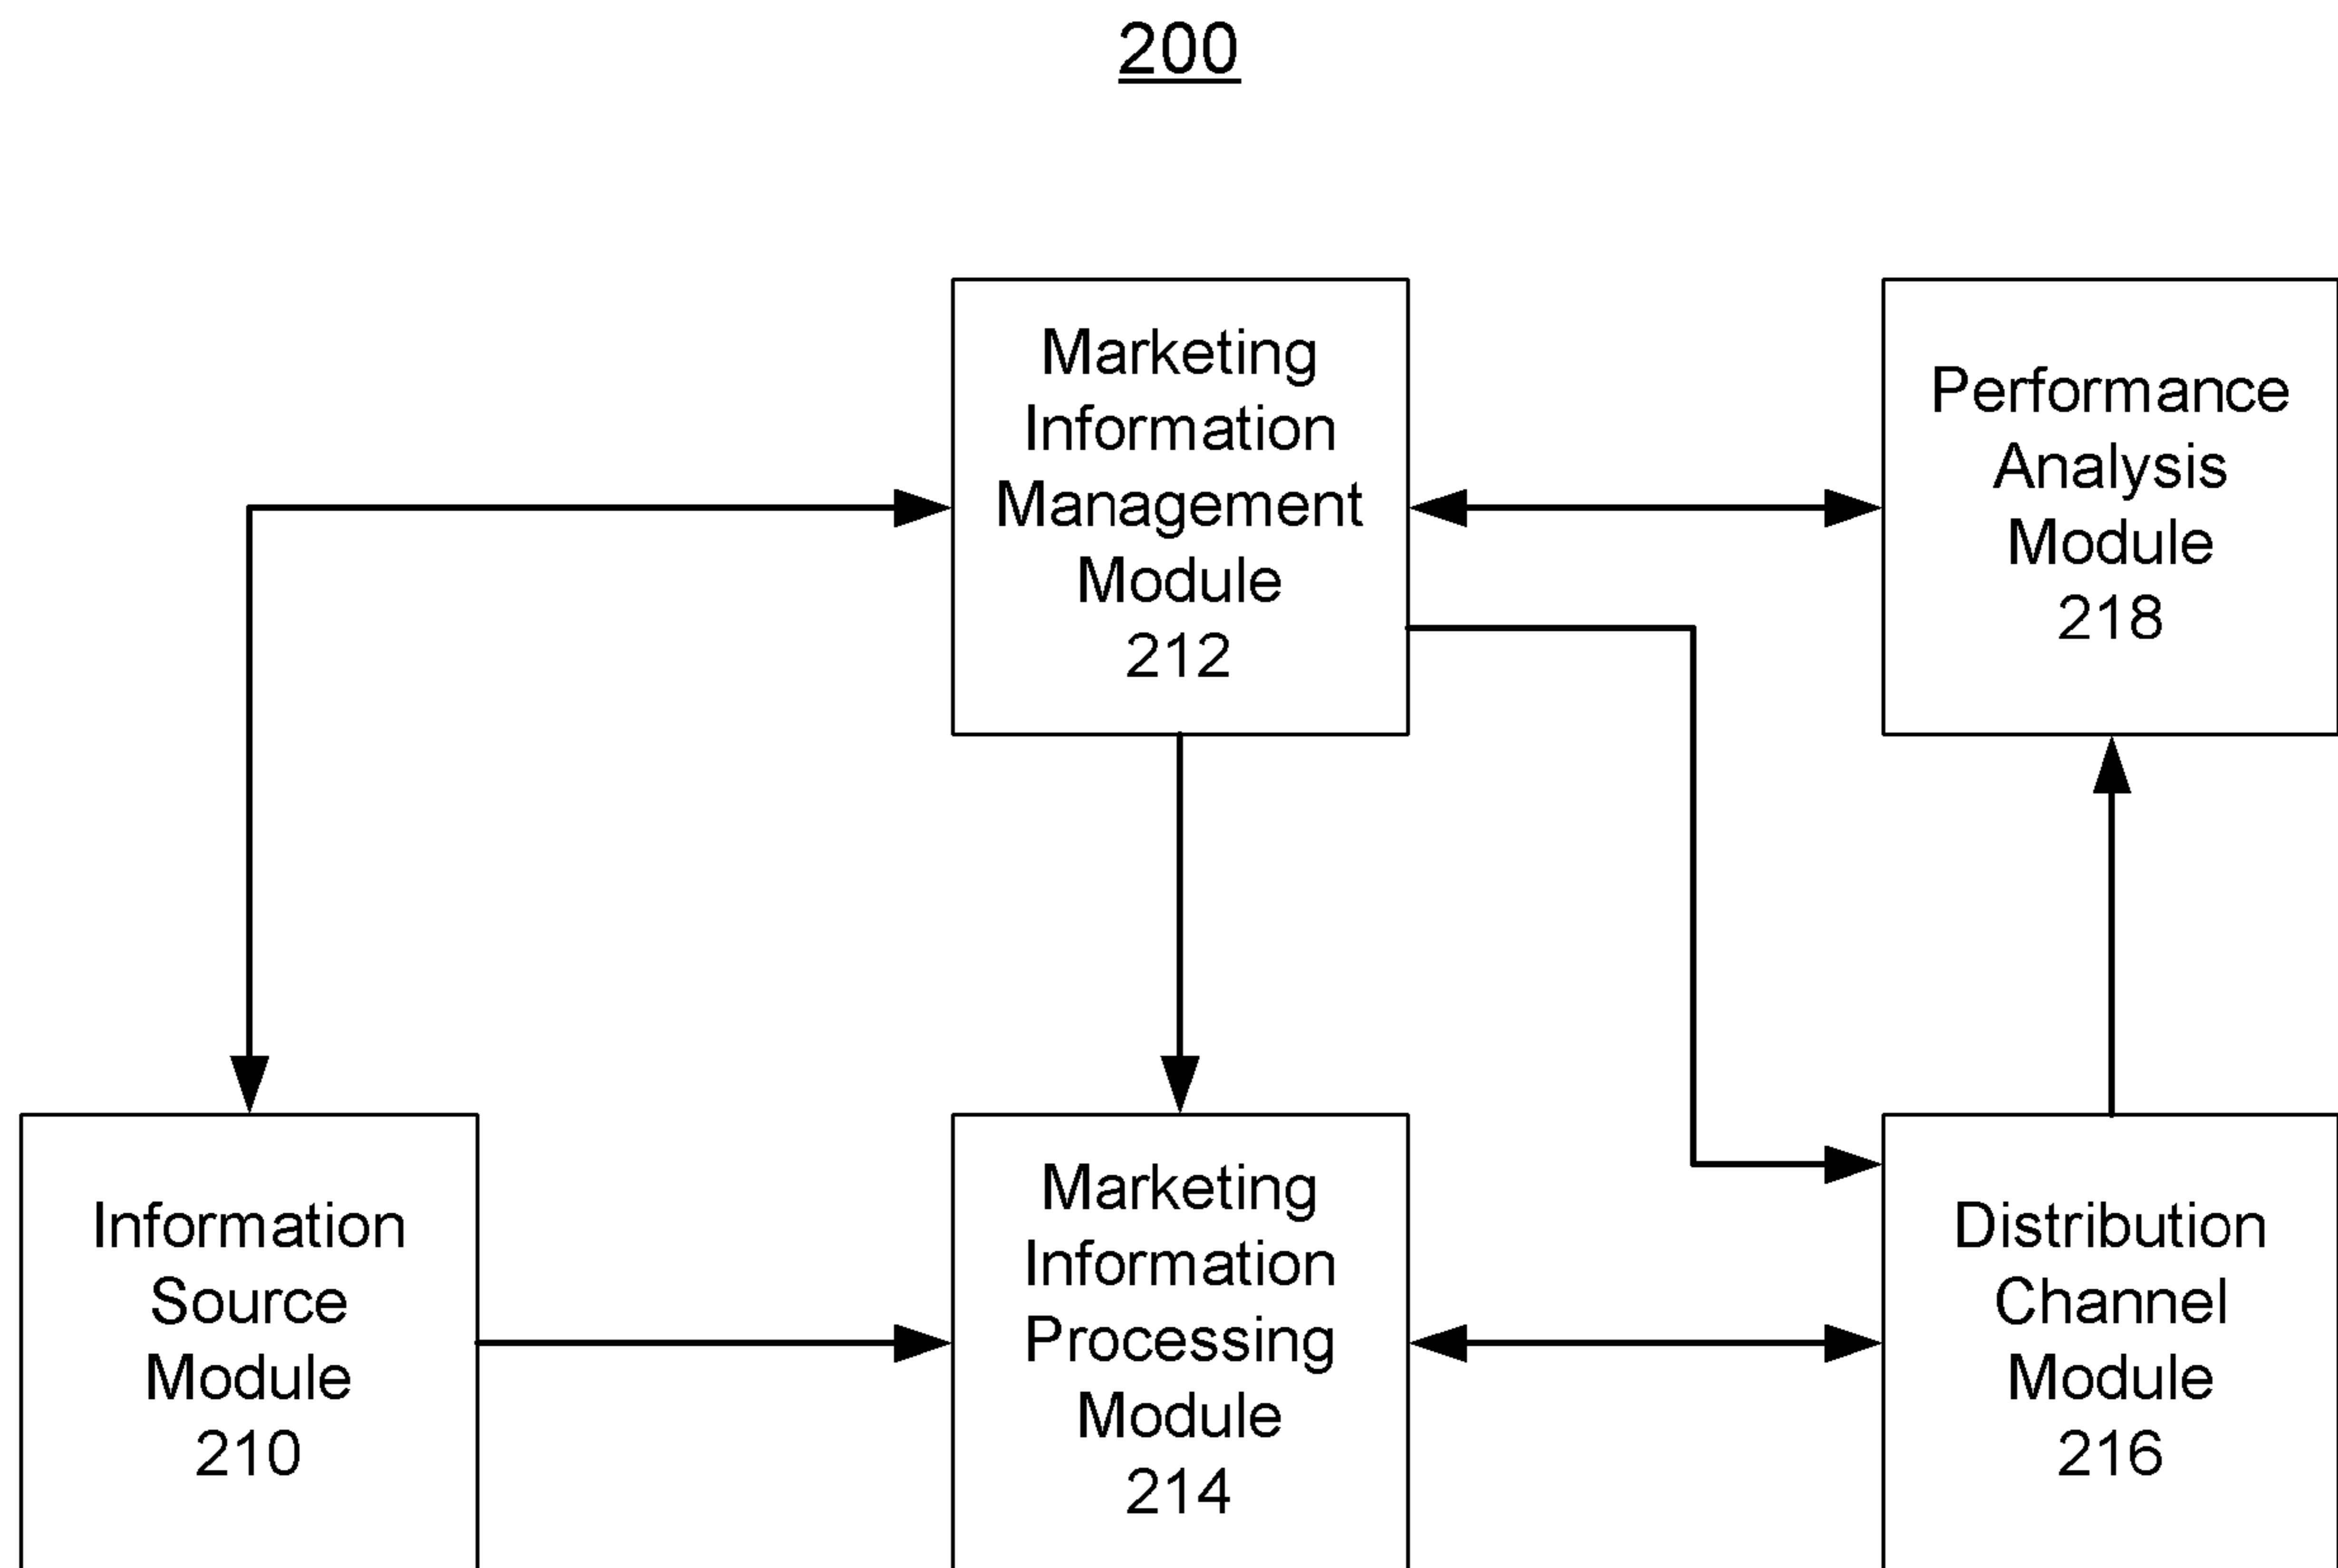 200
Marketing
Information
Management
Module
212
Performance
Analysis
Module
218
Information
Source
Module
210
Marketing
Information
Processing
Module
214
Distribution
Channel
Module
216